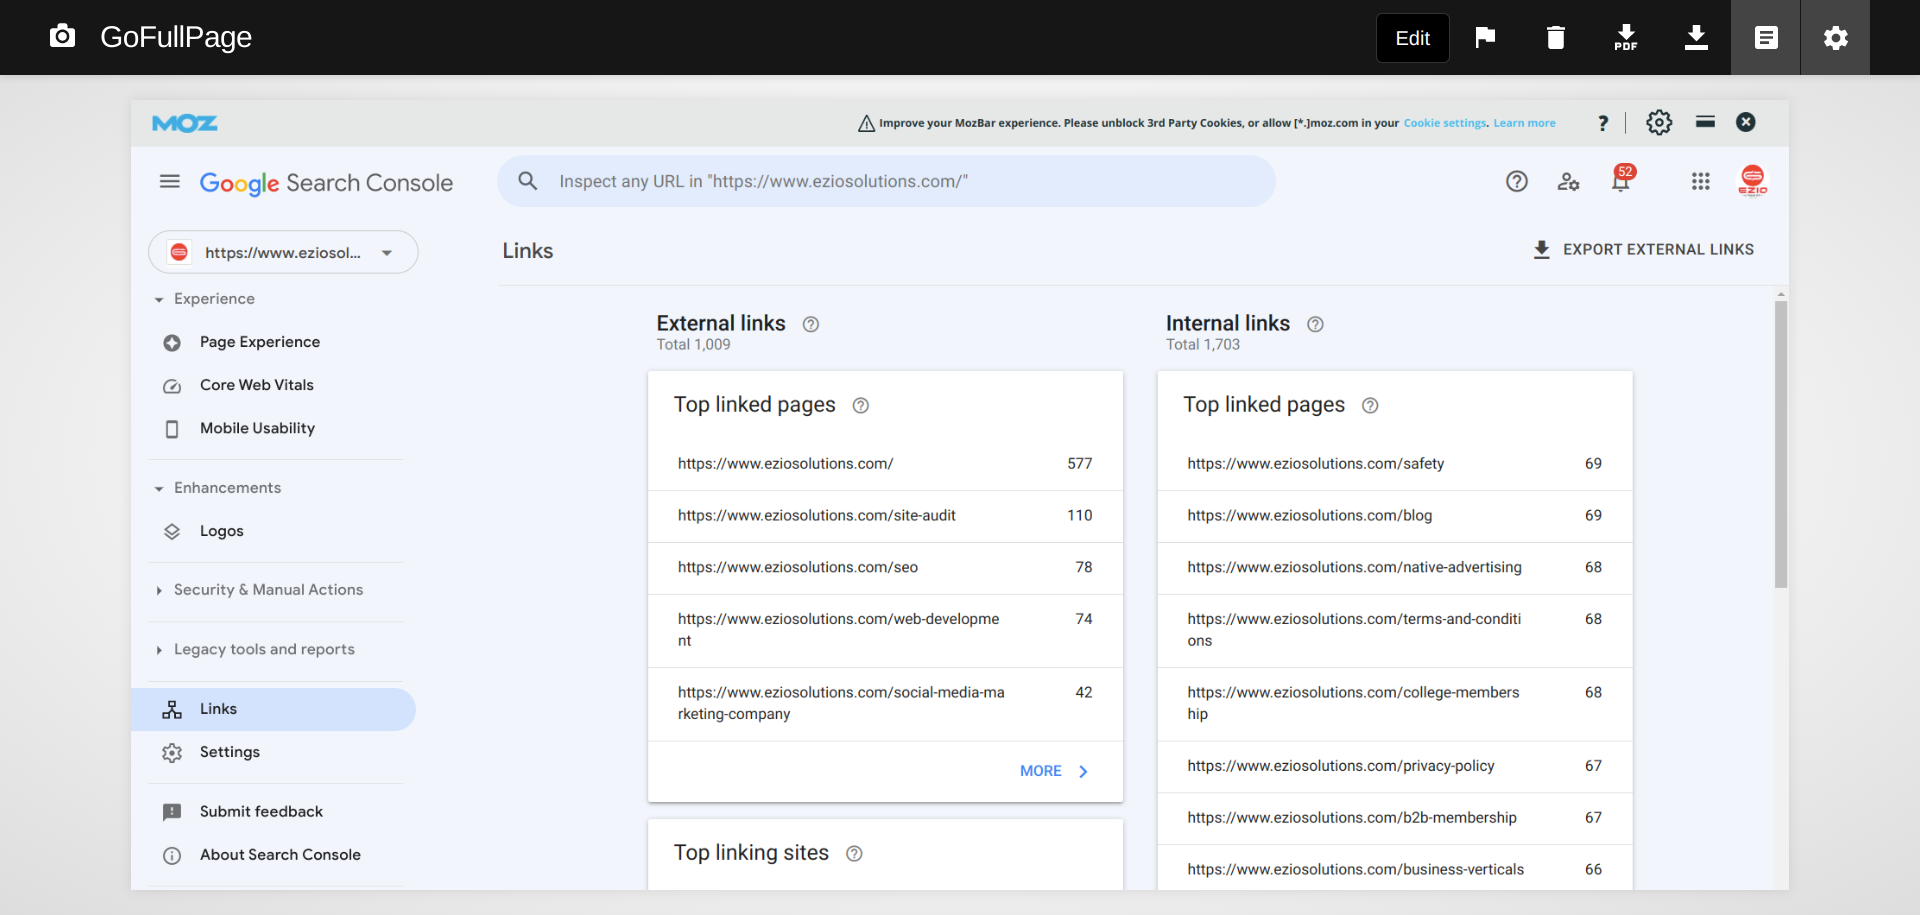 GoFullPage
Edit
PDF
MOZ
Improve your MozBar experience. Please unblock 3rd Party Cookies, or allow [*.]moz.com in your Cookie settings. Learn more
?
Google Search Console
Inspect any URL in "https://www.eziosolutions.com/"
52
EZIO
https://www.eziosol...
Links
EXPORT EXTERNAL LINKS
Experience
Page Experience
Core Web Vitals
Mobile Usability
Enhancements
Logos
Security & Manual Actions
Legacy tools and reports
Links
Settings
Submit feedback
About Search Console
External links
Total 1,009
Top linked pages
https://www.eziosolutions.com/ 577
https://www.eziosolutions.com/site-audit 110
https://www.eziosolutions.com/seo 78
https://www.eziosolutions.com/web-developme 74
nt
https://www.eziosolutions.com/social-media-ma 42
rketing-company
MORE
Top linking sites
Internal links
Total 1,703
Top linked pages
https://www.eziosolutions.com/safety 69
https://www.eziosolutions.com/blog 69
https://www.eziosolutions.com/native-advertising 68
https://www.eziosolutions.com/terms-and-conditi 68
ons
https://www.eziosolutions.com/college-members 68
hip
https://www.eziosolutions.com/privacy-policy 67
https://www.eziosolutions.com/b2b-membership 67
https://www.eziosolutions.com/business-verticals 66